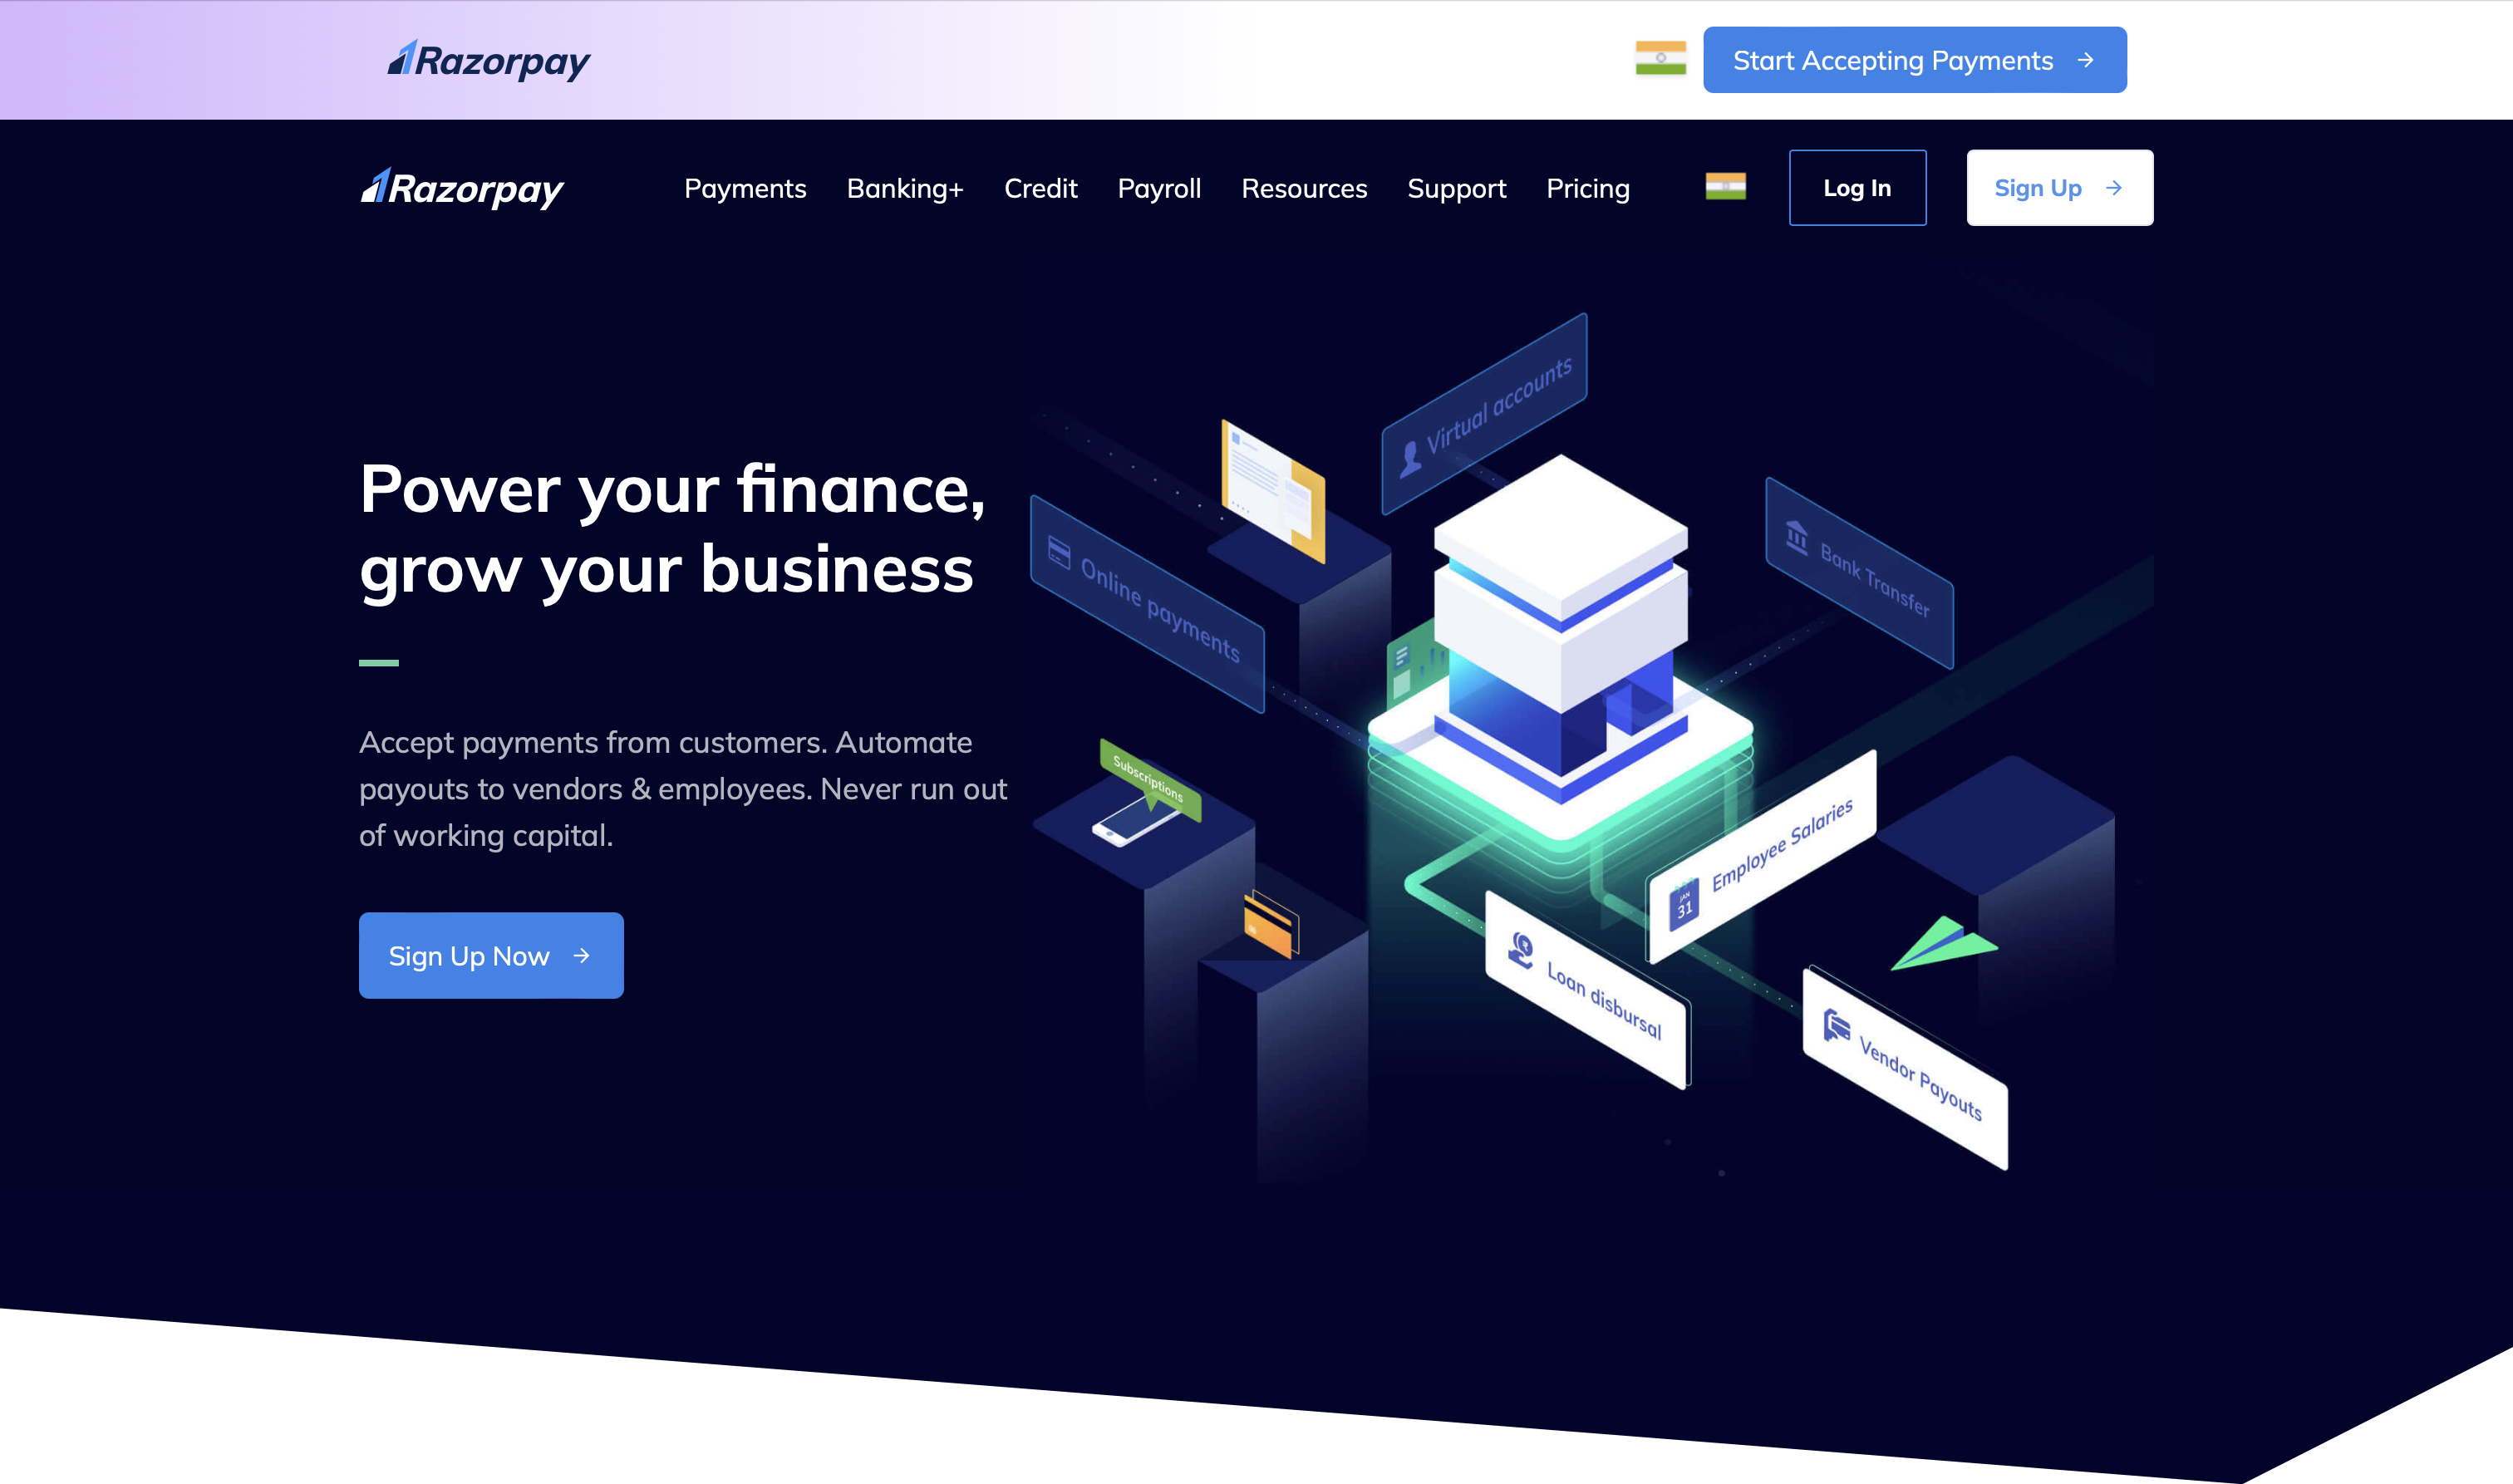 Razorpay
Start Accepting Payments
Razorpay
Payments
Banking+
Credit
Payroll
Resources
Support
Pricing
Log In
Sign Up
Power your finance,
grow your business
Accept payments from customers. Automate
payouts to vendors & employees. Never run out
of working capital.
Sign Up Now
Virtual accounts
Online payments
Bank Transfer
Subscriptions
Employee Salaries
JAN
31
Loan disbursal
Vendor Payouts